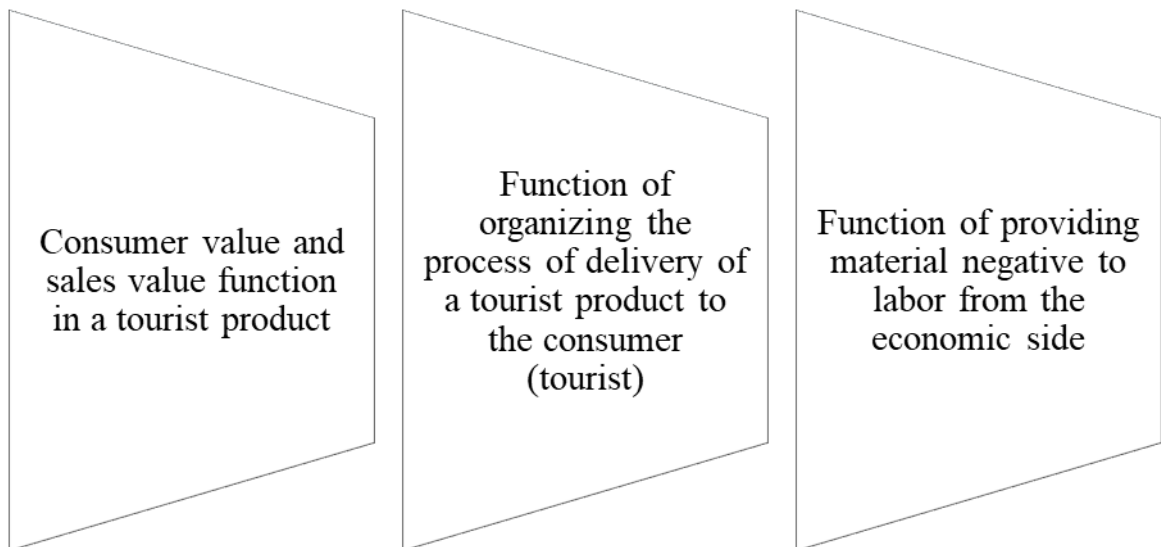 Consumer value and
sales value function
in a tourist product
Function of
organizing the
process of delivery of
a tourist product to
the consumer
(tourist)
Function of providing
material negative to
labor from the
economic side